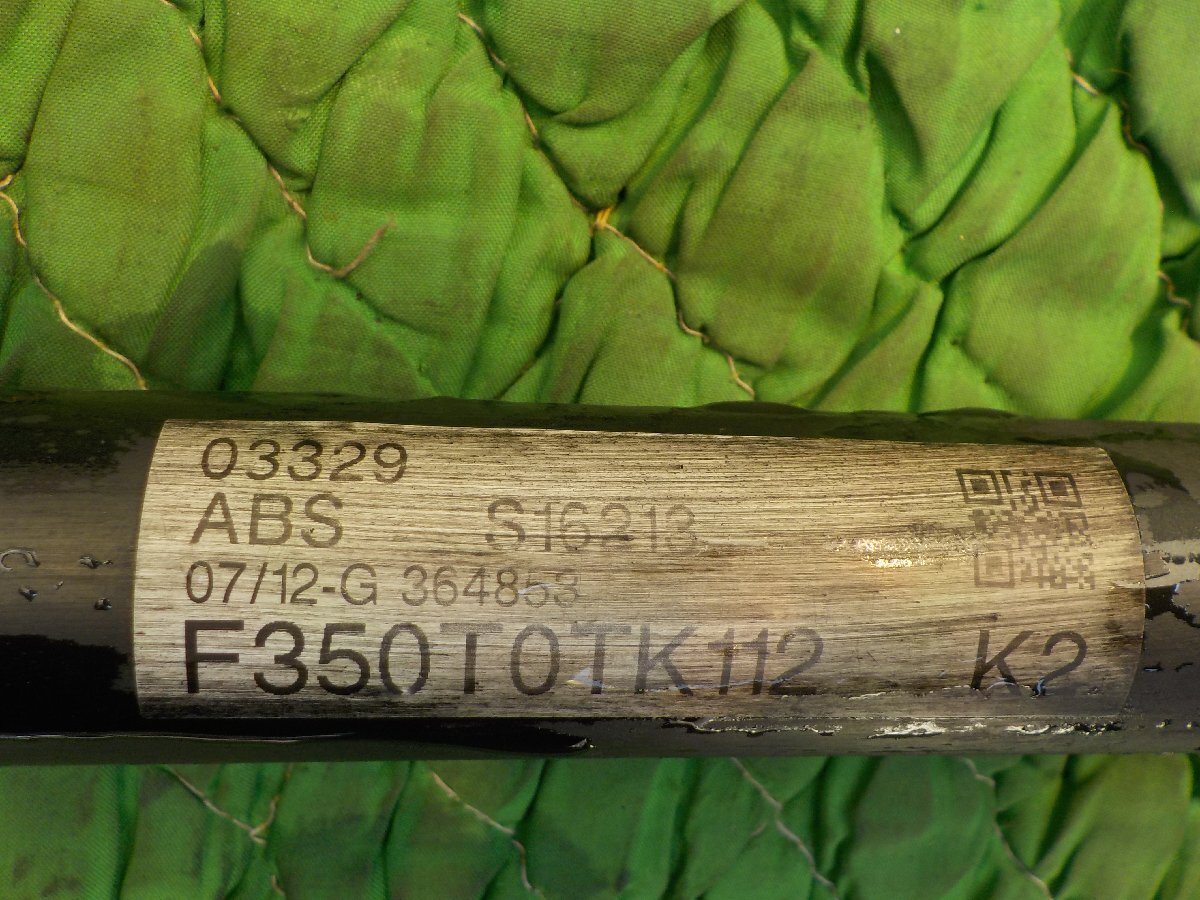 03329
ABS S16213
07/12-G 364853
F350T0TK112 K2